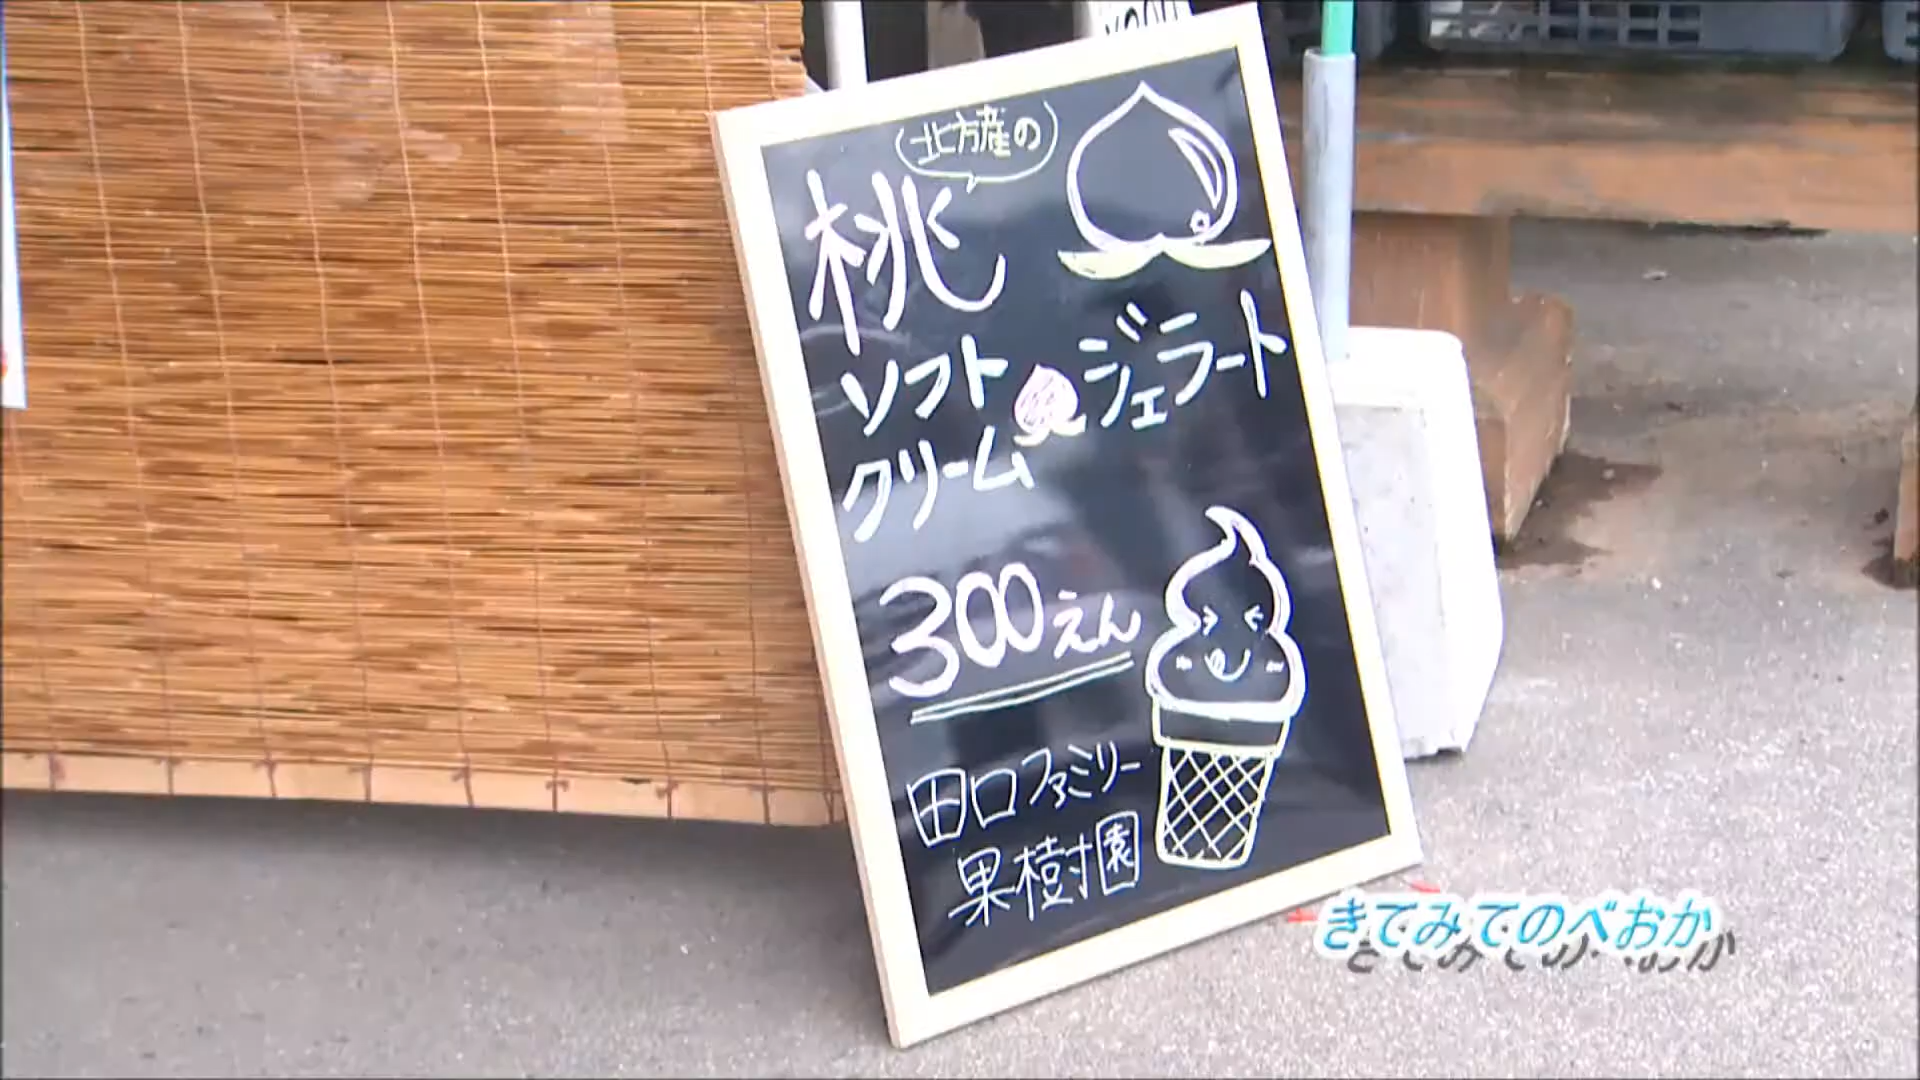 北方産の
桃
ソフト
クリーム
ジェラート
300えん
田口ファミリー
果樹園
きてみてのべおか